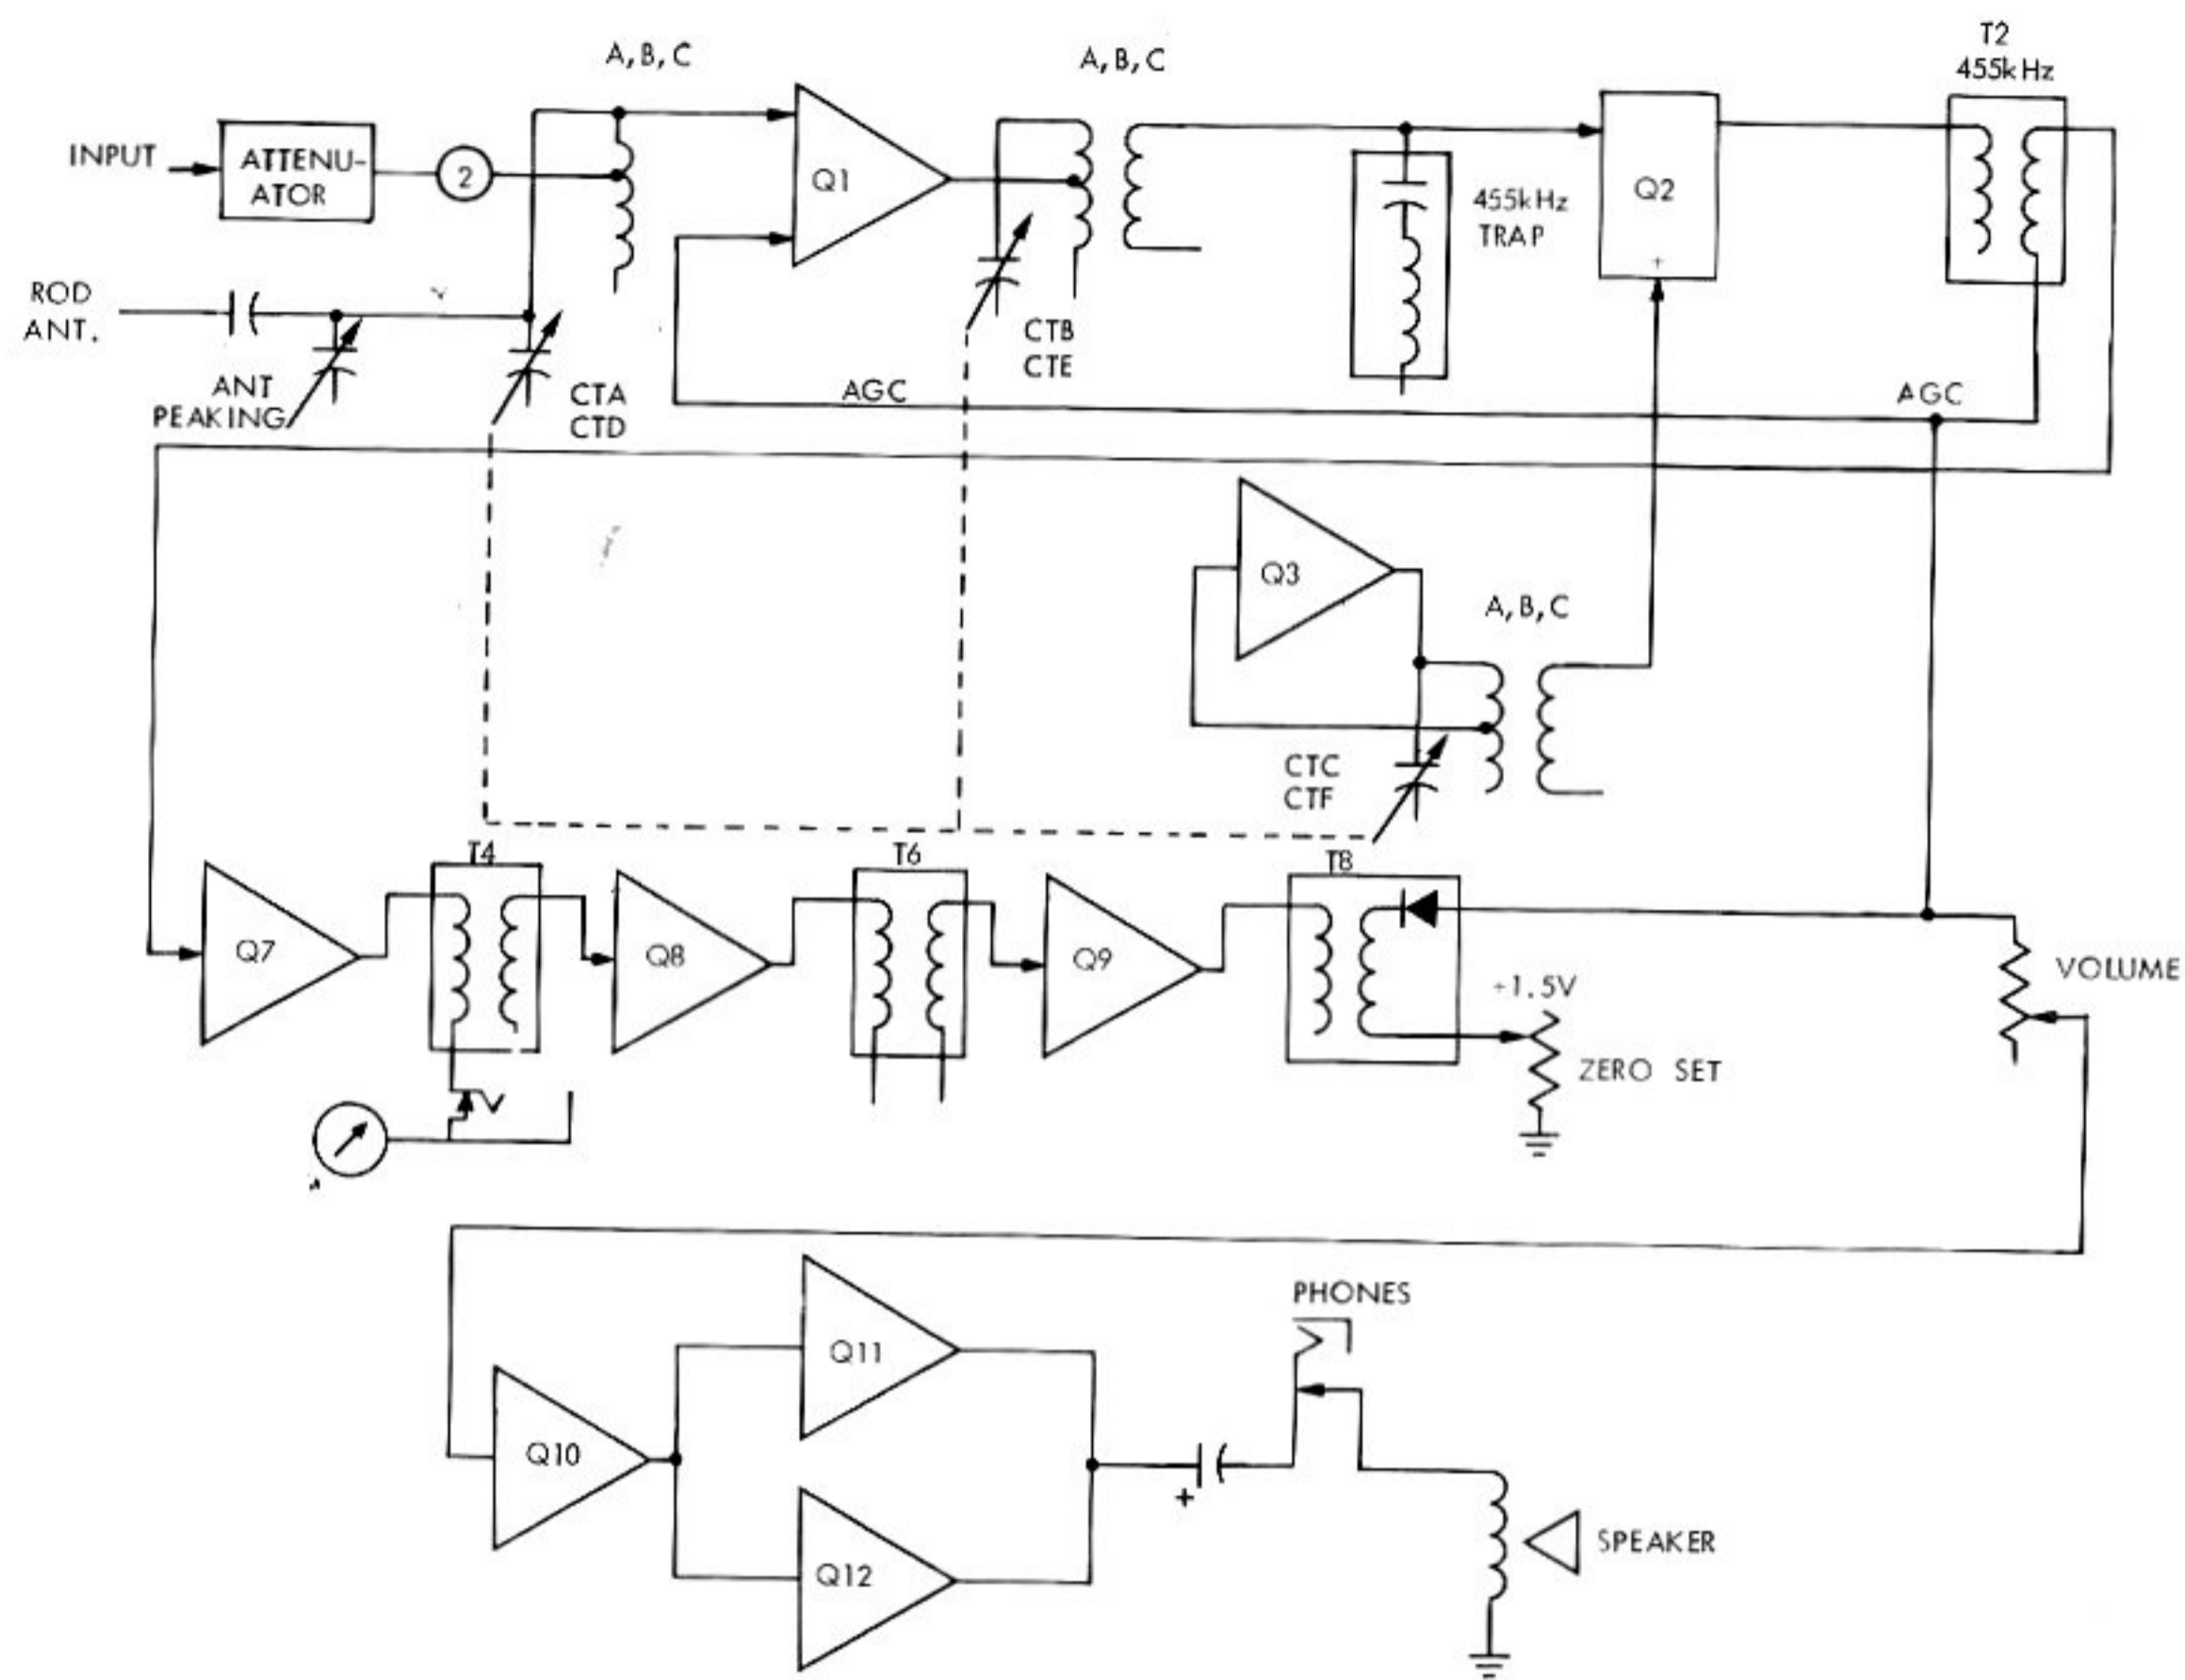 T2
455kHz
A,B,C
A,B,C
INPUT
ATTENU-
ATOR
2
Q1
Q2
455kHz
TRAP
ROD
ANT.
ANT
PEAKING
CTA
CTD
CTB
CTE
AGC
AGC
Q3
A,B,C
CTC
CTF
T4
T6
T8
Q7
Q8
Q9
+1.5V
VOLUME
ZERO SET
PHONES
Q11
Q10
+
Q12
SPEAKER